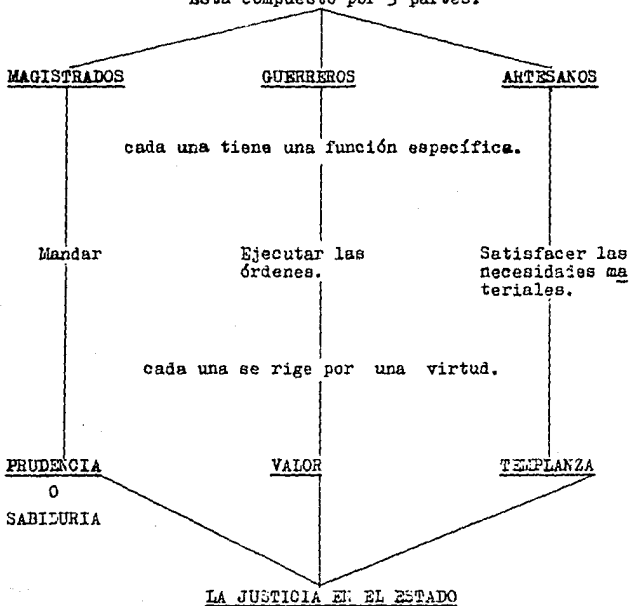 Está compuesto por 3 partes.
MAGISTRADOS GUERREROS ARTESANOS
cada una tiene una función específica.
Mandar Ejecutar las Satisfacer las
órdenes. necesidades ma
teriales.
cada una se rige por una virtud.
PRUDENCIA VALOR TEMPLANZA
O
SABIDURIA
LA JUSTICIA EN EL ESTADO